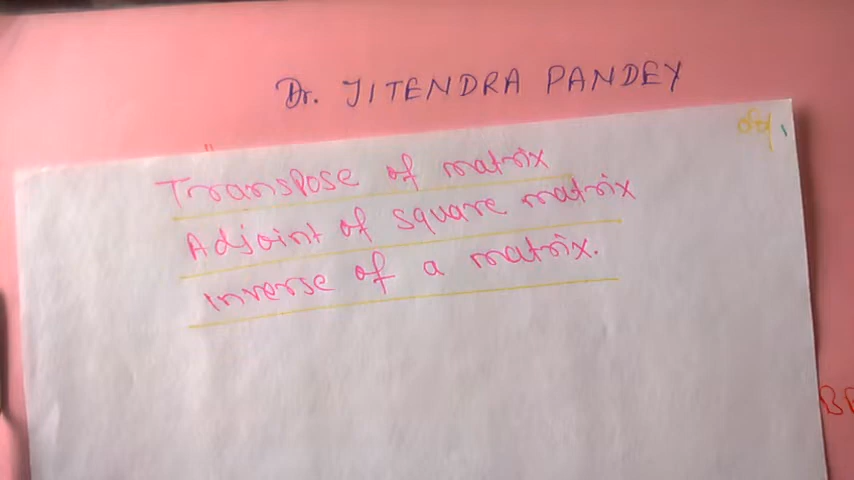 Dr. JITENDRA PANDEY
Transpose of matrix
Adjoint of square matrix
Inverse of a matrix.